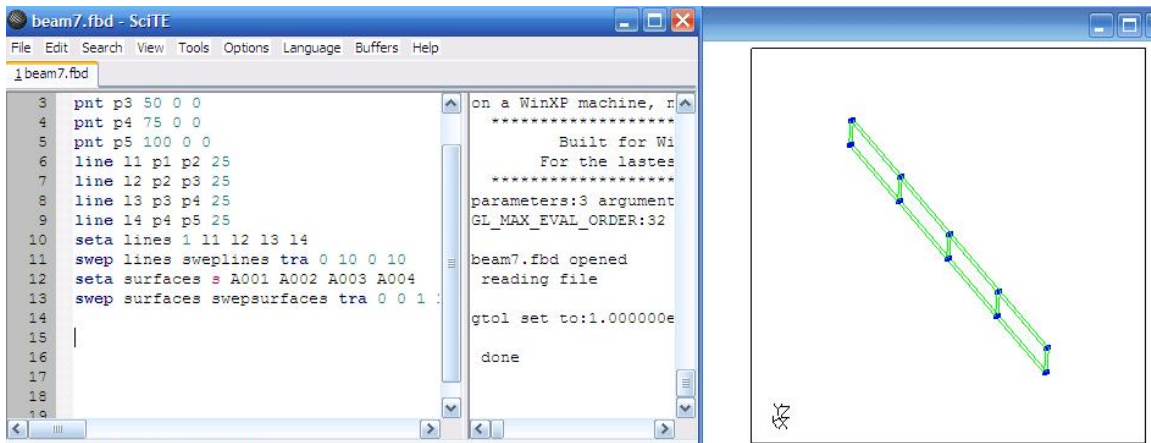 beam7.fbd - SciTE
File Edit Search View Tools Options Language Buffers Help
1 beam7.fbd
3 pnt p3 50 0 0
4 pnt p4 75 0 0
5 pnt p5 100 0 0
6 line l1 p1 p2 25
7 line l2 p2 p3 25
8 line l3 p3 p4 25
9 line l4 p4 p5 25
10 seta lines l l1 l2 l3 l4
11 swep lines sweplines tra 0 10 0 10
12 seta surfaces s A001 A002 A003 A004
13 swep surfaces swepsurfaces tra 0 0 1
14
15
16
17
18
19
on a WinXP machine, n
*******************
Built for Wi
For the lastes
*******************
parameters:3 argument
GL_MAX_EVAL_ORDER:32
beam7.fbd opened
reading file
gtol set to:1.000000e
done